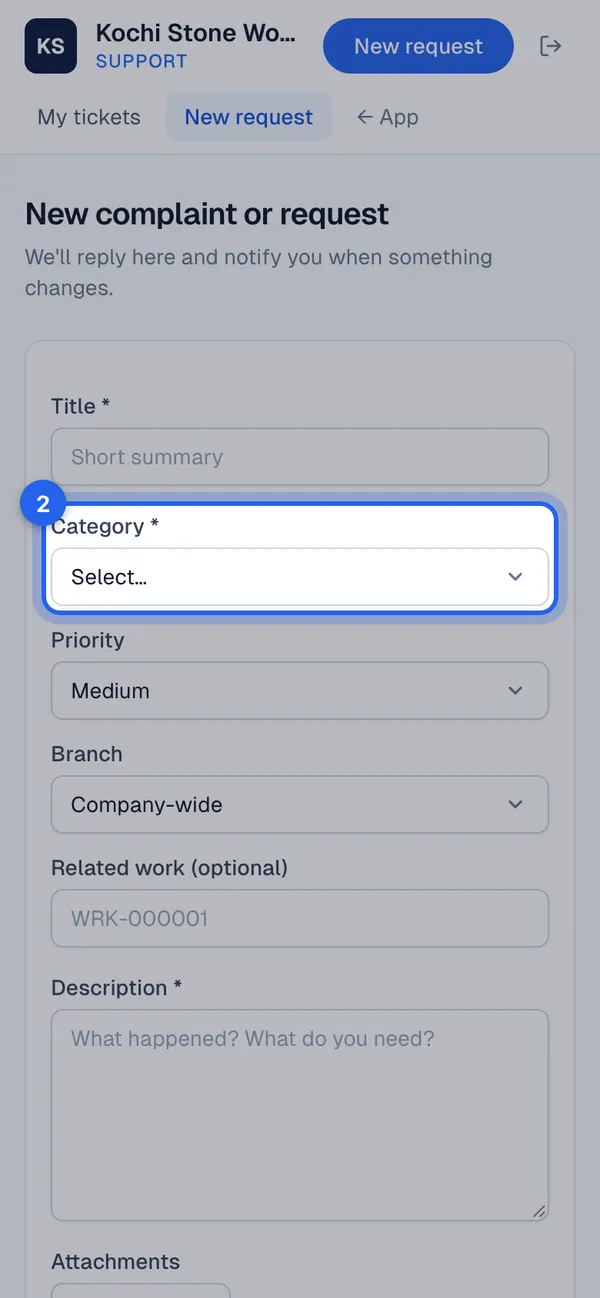 KS
Kochi Stone Wo...
SUPPORT
New request
My tickets
New request
← App
New complaint or request
We'll reply here and notify you when something
changes.
Title *
Short summary
2
Category *
Select...
Priority
Medium
Branch
Company-wide
Related work (optional)
WRK-000001
Description *
What happened? What do you need?
Attachments